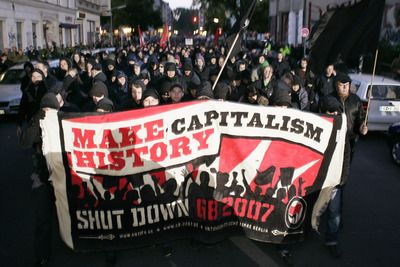 MAKE CAPITALISM
HISTORY
SHUT DOWN G8 2007